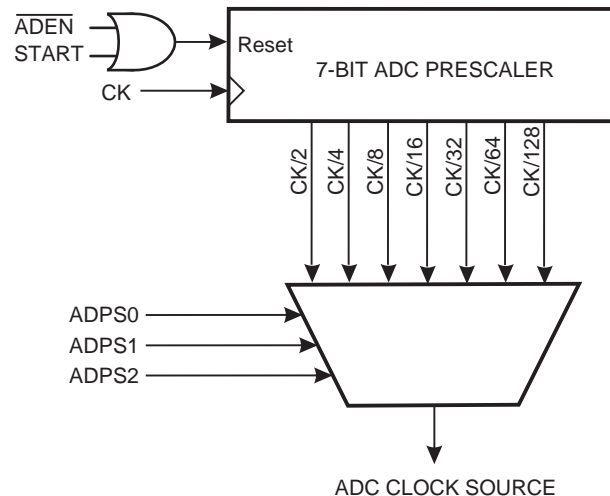 ADEN
START
Reset
7-BIT ADC PRESCALER
CK
CK/2
CK/4
CK/8
CK/16
CK/32
CK/64
CK/128
ADPS0
ADPS1
ADPS2
ADC CLOCK SOURCE